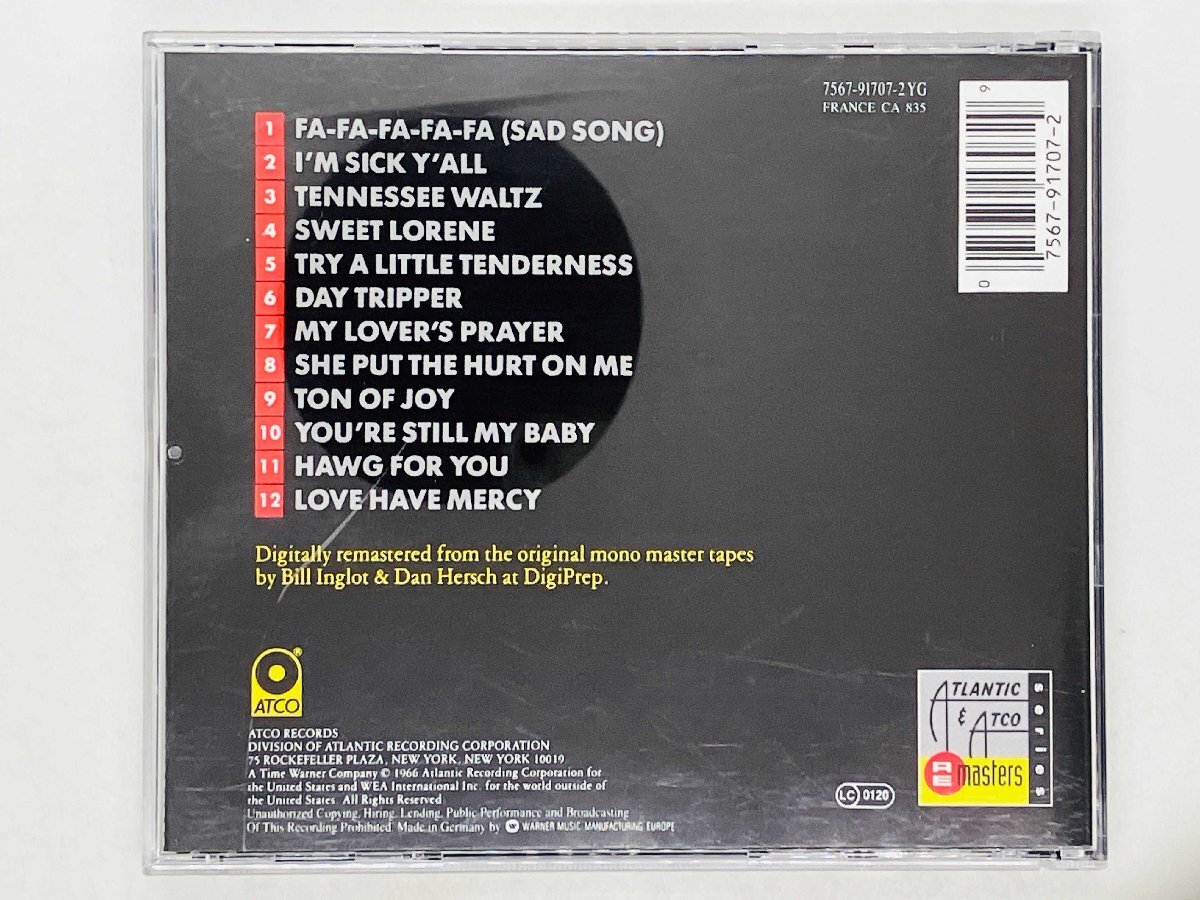 7567-91707-2 YG
FRANCE CA 835
1 FA-FA-FA-FA-FA (SAD SONG)
2 I'M SICK Y'ALL
3 TENNESSEE WALTZ
4 SWEET LORENE
5 TRY A LITTLE TENDERNESS
6 DAY TRIPPER
7 MY LOVER'S PRAYER
8 SHE PUT THE HURT ON ME
9 TON OF JOY
10 YOU'RE STILL MY BABY
11 HAWG FOR YOU
12 LOVE HAVE MERCY
0 7567-91707-2 9
Digitally remastered from the original mono master tapes
by Bill Inglot & Dan Hersch at DigiPrep.
ATCO®
ATCO RECORDS
DIVISION OF ATLANTIC RECORDING CORPORATION
75 ROCKEFELLER PLAZA, NEW YORK, NEW YORK 10019
A Time Warner Company © 1966 Atlantic Recording Corporation for
the United States and WEA International Inc. for the world outside of
the United States. All Rights Reserved.
Unauthorized Copying, Hiring, Lending, Public Performance and Broadcasting
Of This Recording Prohibited. Made in Germany by WARNER MUSIC MANUFACTURING EUROPE
LC 0120
ATLANTIC
& ATCO
RE masters
series